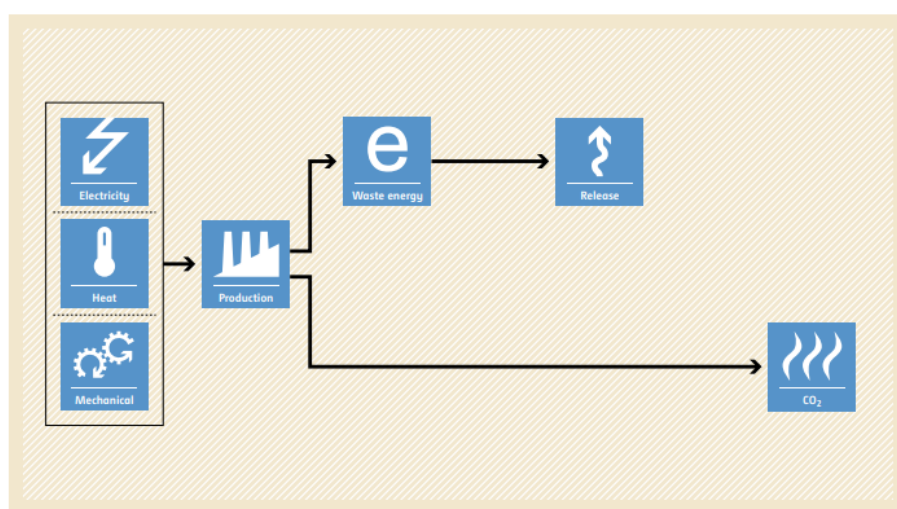 Electricity
Heat
Mechanical
Production
e
Waste energy
Release
CO₂